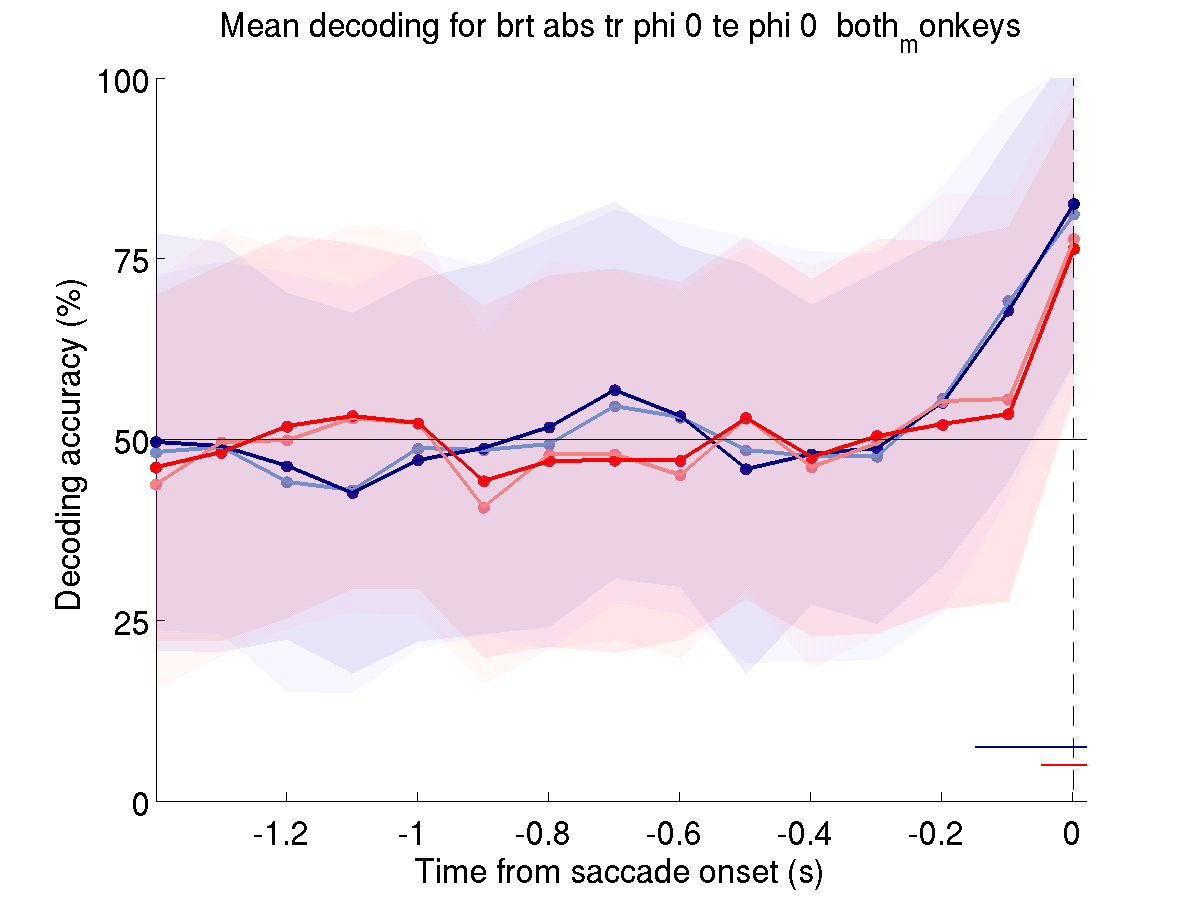 Mean decoding for brt abs tr phi 0 te phi 0 both_monkeys
100
75
50
25
0
Decoding accuracy (%)
-1.2 -1 -0.8 -0.6 -0.4 -0.2 0
Time from saccade onset (s)